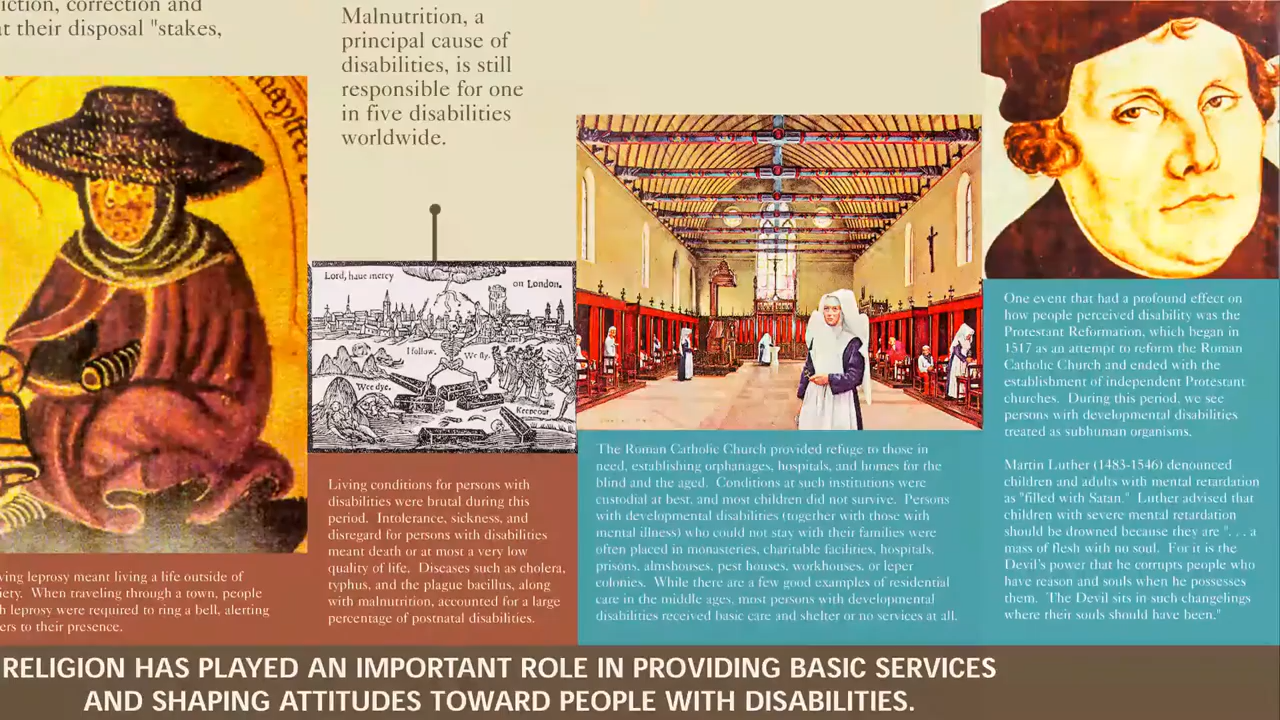 iction, correction and
at their disposal "stakes,
Malnutrition, a
principal cause of
disabilities, is still
responsible for one
in five disabilities
worldwide.
Lord, haue mercy
on London.
I follow.
We fly.
Wee dye.
Keepe out.
ving leprosy meant living a life outside of
iety. When traveling through a town, people
h leprosy were required to ring a bell, alerting
ers to their presence.
Living conditions for persons with
disabilities were brutal during this
period. Intolerance, sickness, and
disregard for persons with disabilities
meant death or at most a very low
quality of life. Diseases such as cholera,
typhus, and the plague bacillus, along
with malnutrition, accounted for a large
percentage of postnatal disabilities.
The Roman Catholic Church provided refuge to those in
need, establishing orphanages, hospitals, and homes for the
blind and the aged. Conditions at such institutions were
custodial at best, and most children did not survive. Persons
with developmental disabilities (together with those with
mental illness) who could not stay with their families were
often placed in monasteries, charitable facilities, hospitals,
prisons, almshouses, pest houses, workhouses, or leper
colonies. While there are a few good examples of residential
care in the middle ages, most persons with developmental
disabilities received basic care and shelter or no services at all.
One event that had a profound effect on
how people perceived disability was the
Protestant Reformation, which began in
1517 as an attempt to reform the Roman
Catholic Church and ended with the
establishment of independent Protestant
churches. During this period, we see
persons with developmental disabilities
treated as subhuman organisms.
Martin Luther (1483-1546) denounced
children and adults with mental retardation
as "filled with Satan." Luther advised that
children with severe mental retardation
should be drowned because they are ". . . a
mass of flesh with no soul. For it is the
Devil's power that he corrupts people who
have reason and souls when he possesses
them. The Devil sits in such changelings
where their souls should have been."
RELIGION HAS PLAYED AN IMPORTANT ROLE IN PROVIDING BASIC SERVICES
AND SHAPING ATTITUDES TOWARD PEOPLE WITH DISABILITIES.